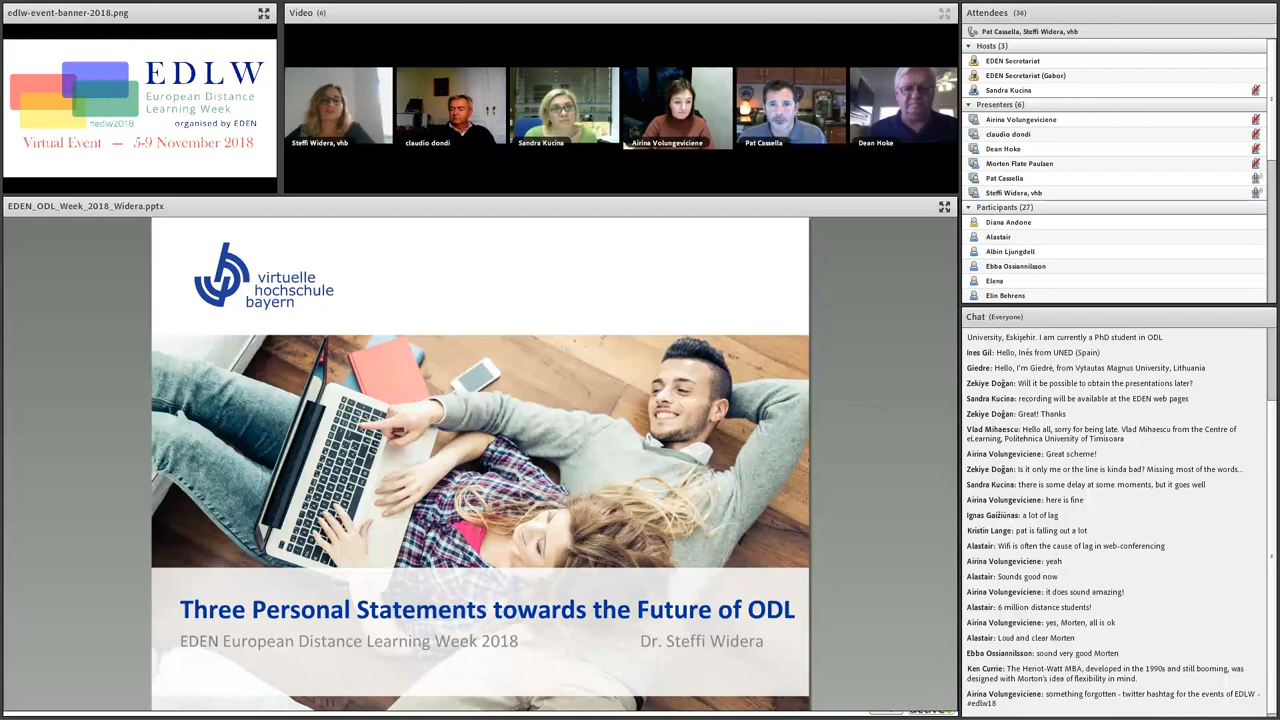 edlw-event-banner-2018.png
EDLW
European Distance
Learning Week
#edlw2018
organised by EDEN
Virtual Event — 5-9 November 2018
Video (6)
Steffi Widera, vhb
claudio dondi
Sandra Kucina
Airina Volungeviciene
Pat Cassella
Dean Hoke
EDEN_ODL_Week_2018_Widera.pptx
virtuelle
hochschule
bayern
Three Personal Statements towards the Future of ODL
EDEN European Distance Learning Week 2018 Dr. Steffi Widera
Attendees (36)
Pat Cassella, Steffi Widera, vhb
Hosts (3)
EDEN Secretariat
EDEN Secretariat (Gabor)
Sandra Kucina
Presenters (6)
Airina Volungeviciene
claudio dondi
Dean Hoke
Morten Flate Paulsen
Pat Cassella
Steffi Widera, vhb
Participants (27)
Diana Andone
Alastair
Albin Ljungdell
Ebba Ossiannilsson
Elena
Elin Behrens
Chat (Everyone)
University, Eskişehir. I am currently a PhD student in ODL
Ines Gil: Hello, Inés from UNED (Spain)
Giedre: Hello, I'm Giedrė, from Vytautas Magnus University, Lithuania
Zekiye Doğan: Will it be possible to obtain the presentations later?
Sandra Kucina: recording will be available at the EDEN web pages
Zekiye Doğan: Great! Thanks
Vlad Mihaescu: Hello all, sorry for being late. Vlad Mihaescu from the Centre of
eLearning, Politehnica University of Timisoara
Airina Volungeviciene: Great scheme!
Zekiye Doğan: Is it only me or the line is kinda bad? Missing most of the words...
Sandra Kucina: there is some delay at some moments, but it goes well
Airina Volungeviciene: here is fine
Ignas Gaižiūnas: a lot of lag
Kristin Lange: pat is falling out a lot
Alastair: Wifi is often the cause of lag in web-conferencing
Airina Volungeviciene: yeah
Alastair: Sounds good now
Airina Volungeviciene: it does sound amazing!
Alastair: 6 million distance students!
Airina Volungeviciene: yes, Morten, all is ok
Alastair: Loud and clear Morten
Ebba Ossiannilsson: sound very good Morten
Ken Currie: The Heriot-Watt MBA, developed in the 1990s and still booming, was
designed with Morton's idea of flexibility in mind.
Airina Volungeviciene: something forgotten - twitter hashtag for the events of EDLW -
#edlw18